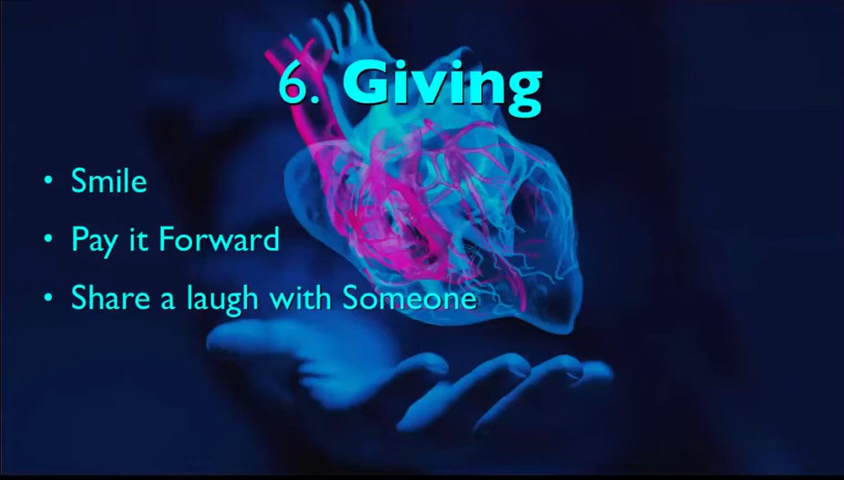 6. Giving
• Smile
• Pay it Forward
• Share a laugh with Someone